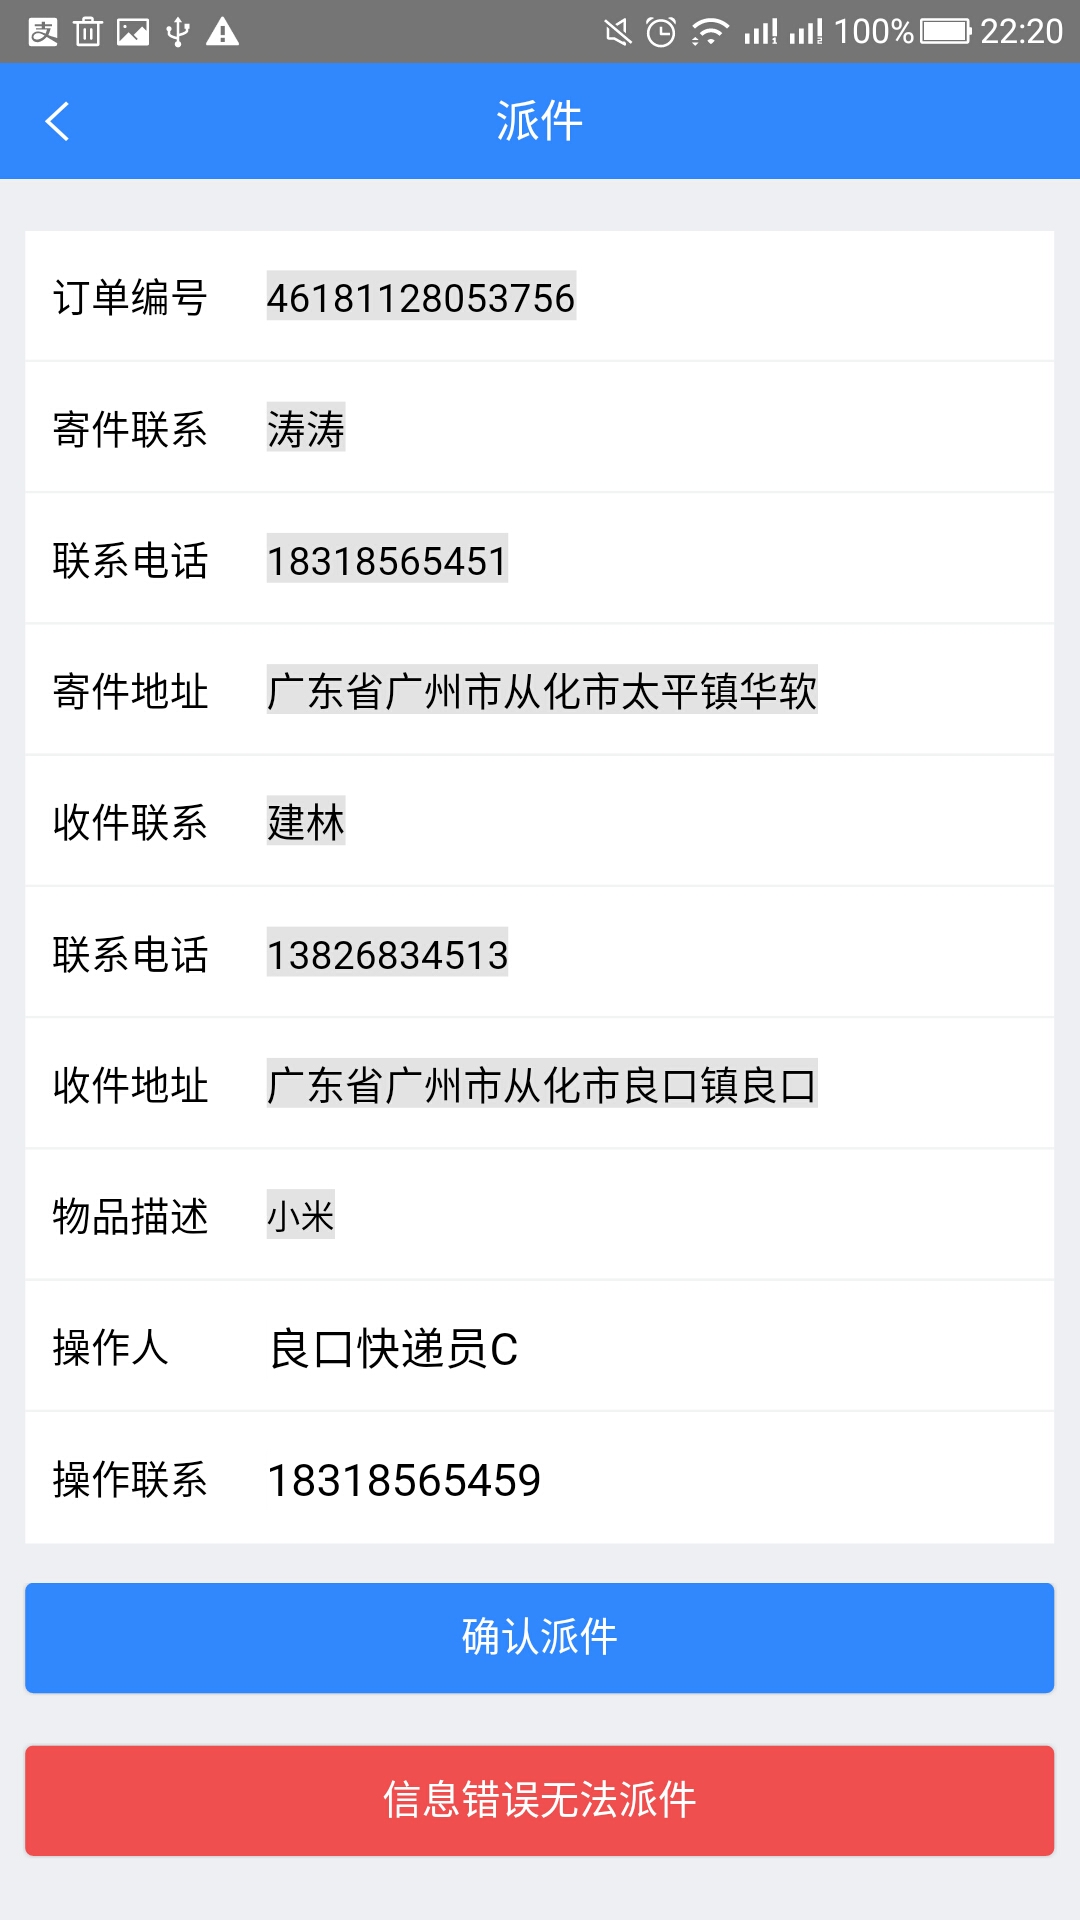 100% 22:20
派件
订单编号 46181128053756
寄件联系 涛涛
联系电话 18318565451
寄件地址 广东省广州市从化市太平镇华软
收件联系 建林
联系电话 13826834513
收件地址 广东省广州市从化市良口镇良口
物品描述 小米
操作人 良口快递员C
操作联系 18318565459
确认派件
信息错误无法派件